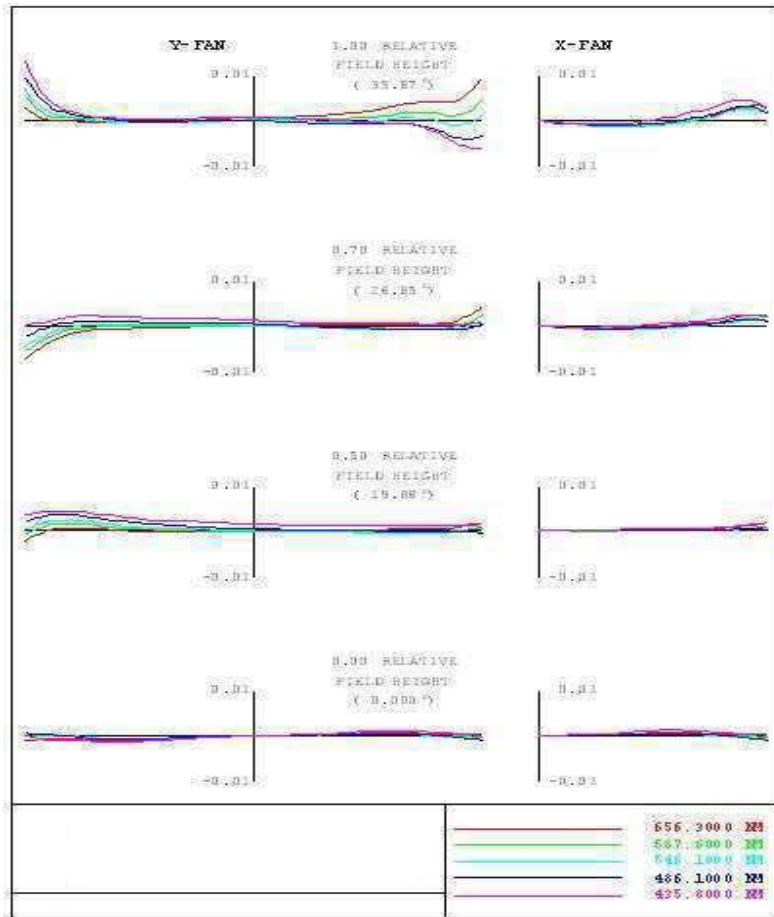 Y-FAN
1.00 RELATIVE
FIELD HEIGHT
X-FAN
0.01
0.01
-0.01
-0.01
0.70 RELATIVE
FIELD HEIGHT
0.01
0.01
-0.01
-0.01
0.50 RELATIVE
FIELD HEIGHT
0.01
0.01
-0.01
-0.01
0.00 RELATIVE
FIELD HEIGHT
( 0.000°)
0.01
0.01
-0.01
-0.01
656.3000 NM
587.6000 NM
546.1000 NM
486.1000 NM
435.8000 NM